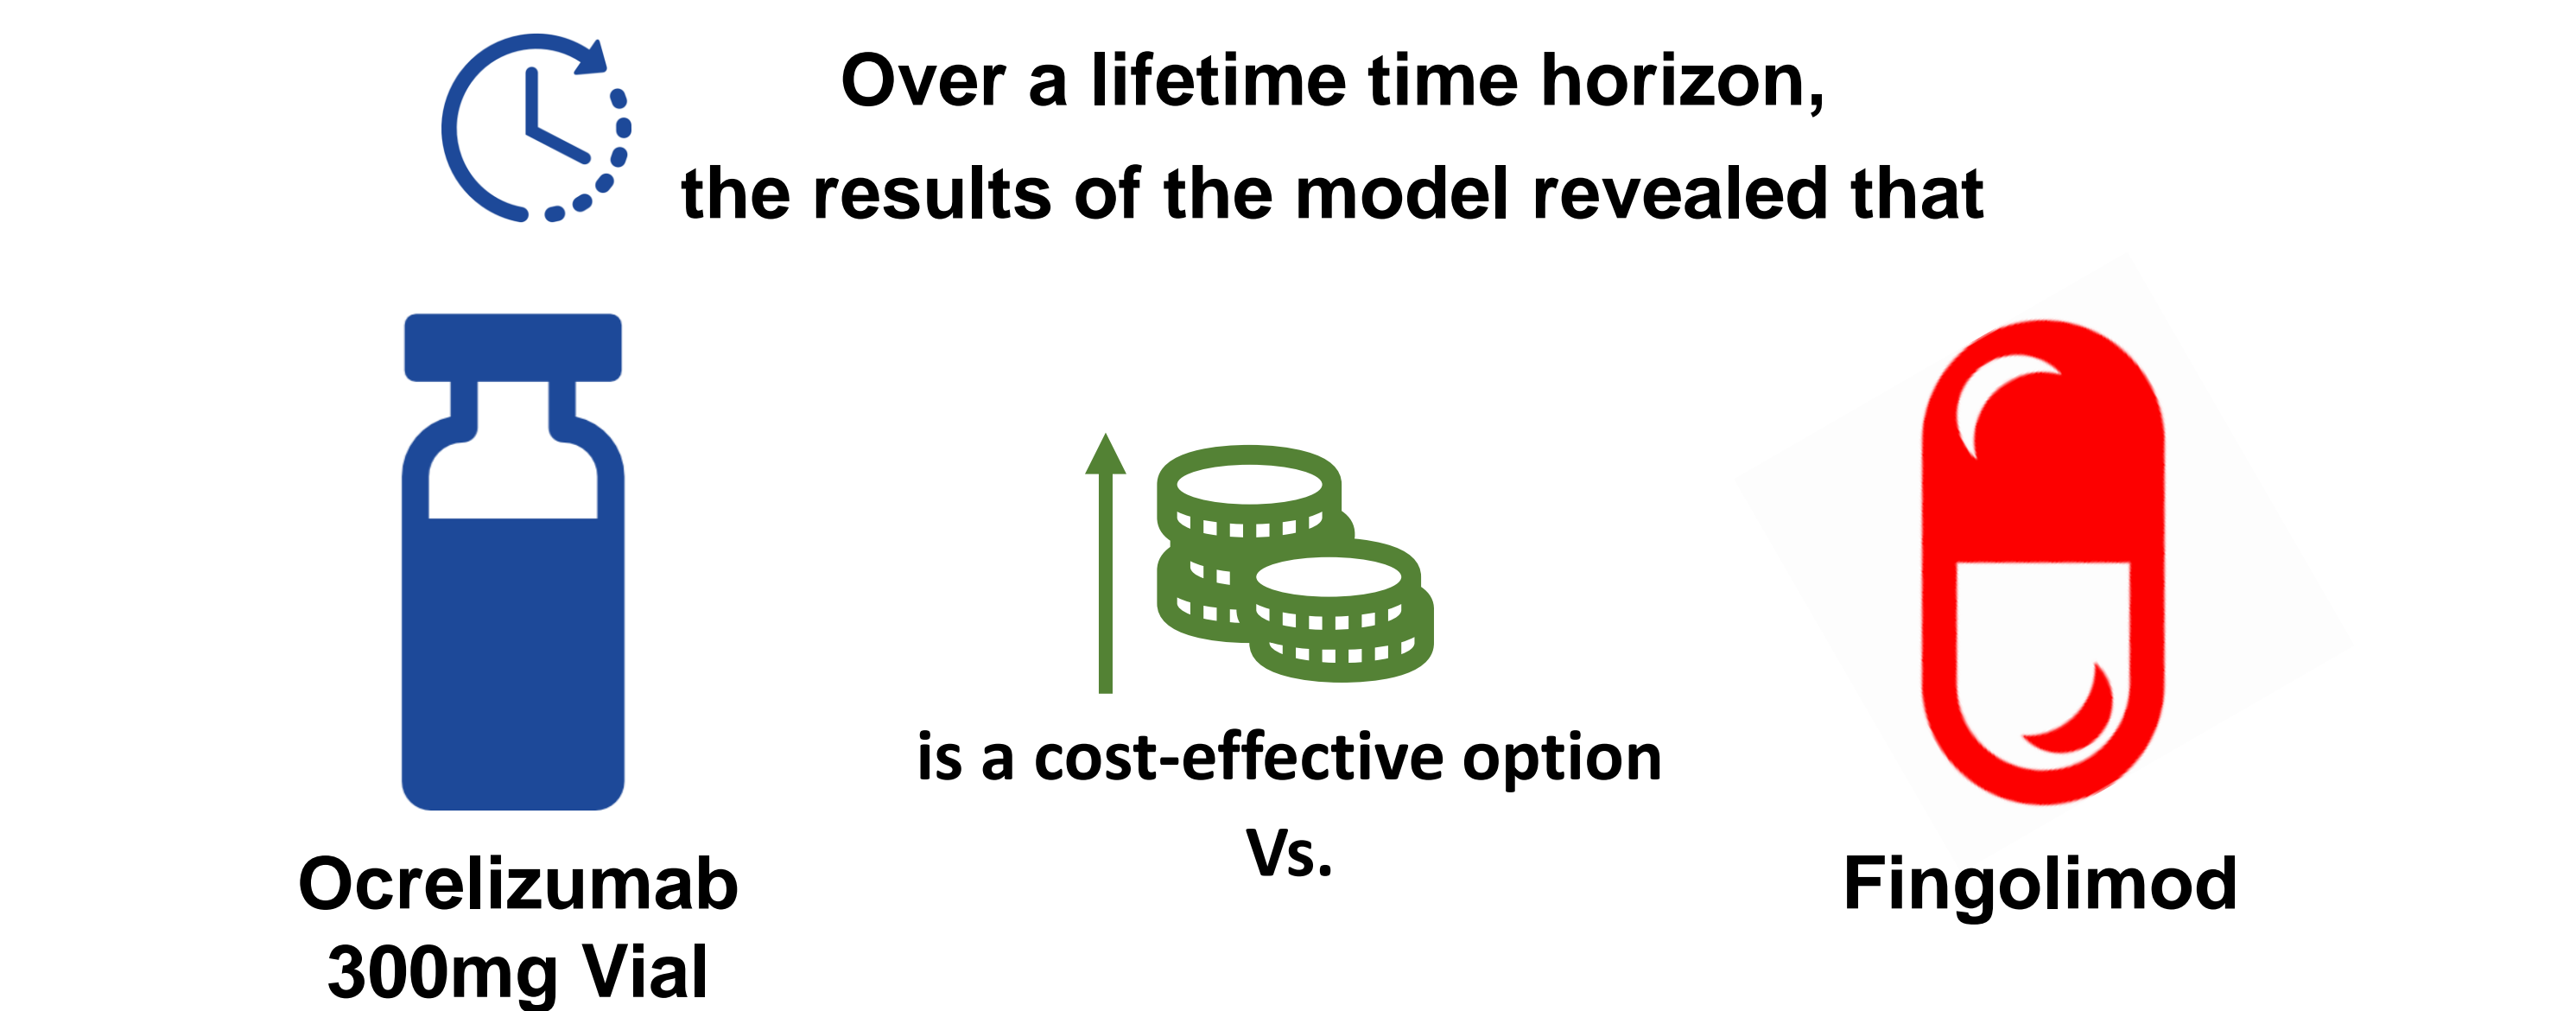 Over a lifetime time horizon,
the results of the model revealed that
is a cost-effective option
Vs.
Ocrelizumab
300mg Vial
Fingolimod